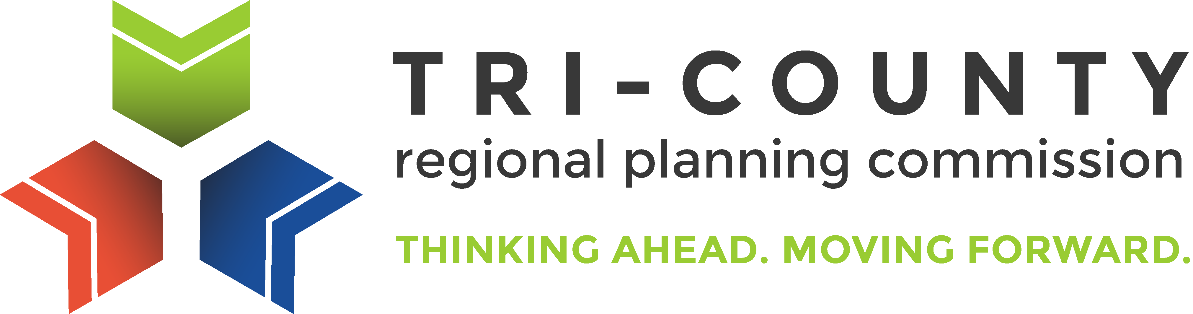 TRI-COUNTY
regional planning commission
THINKING AHEAD. MOVING FORWARD.